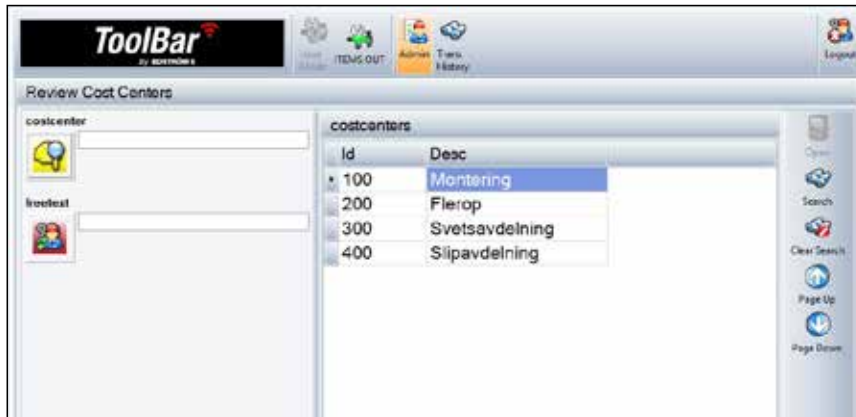 ToolBar
ITEMS OUT
Admin
Trans.
History
Logout
Review Cost Centers
costcenter
freetext
costcenters
Id Desc
100 Montering
200 Flerop
300 Svetsavdelning
400 Slipavdelning
Open
Search
Clear Search
Page Up
Page Down